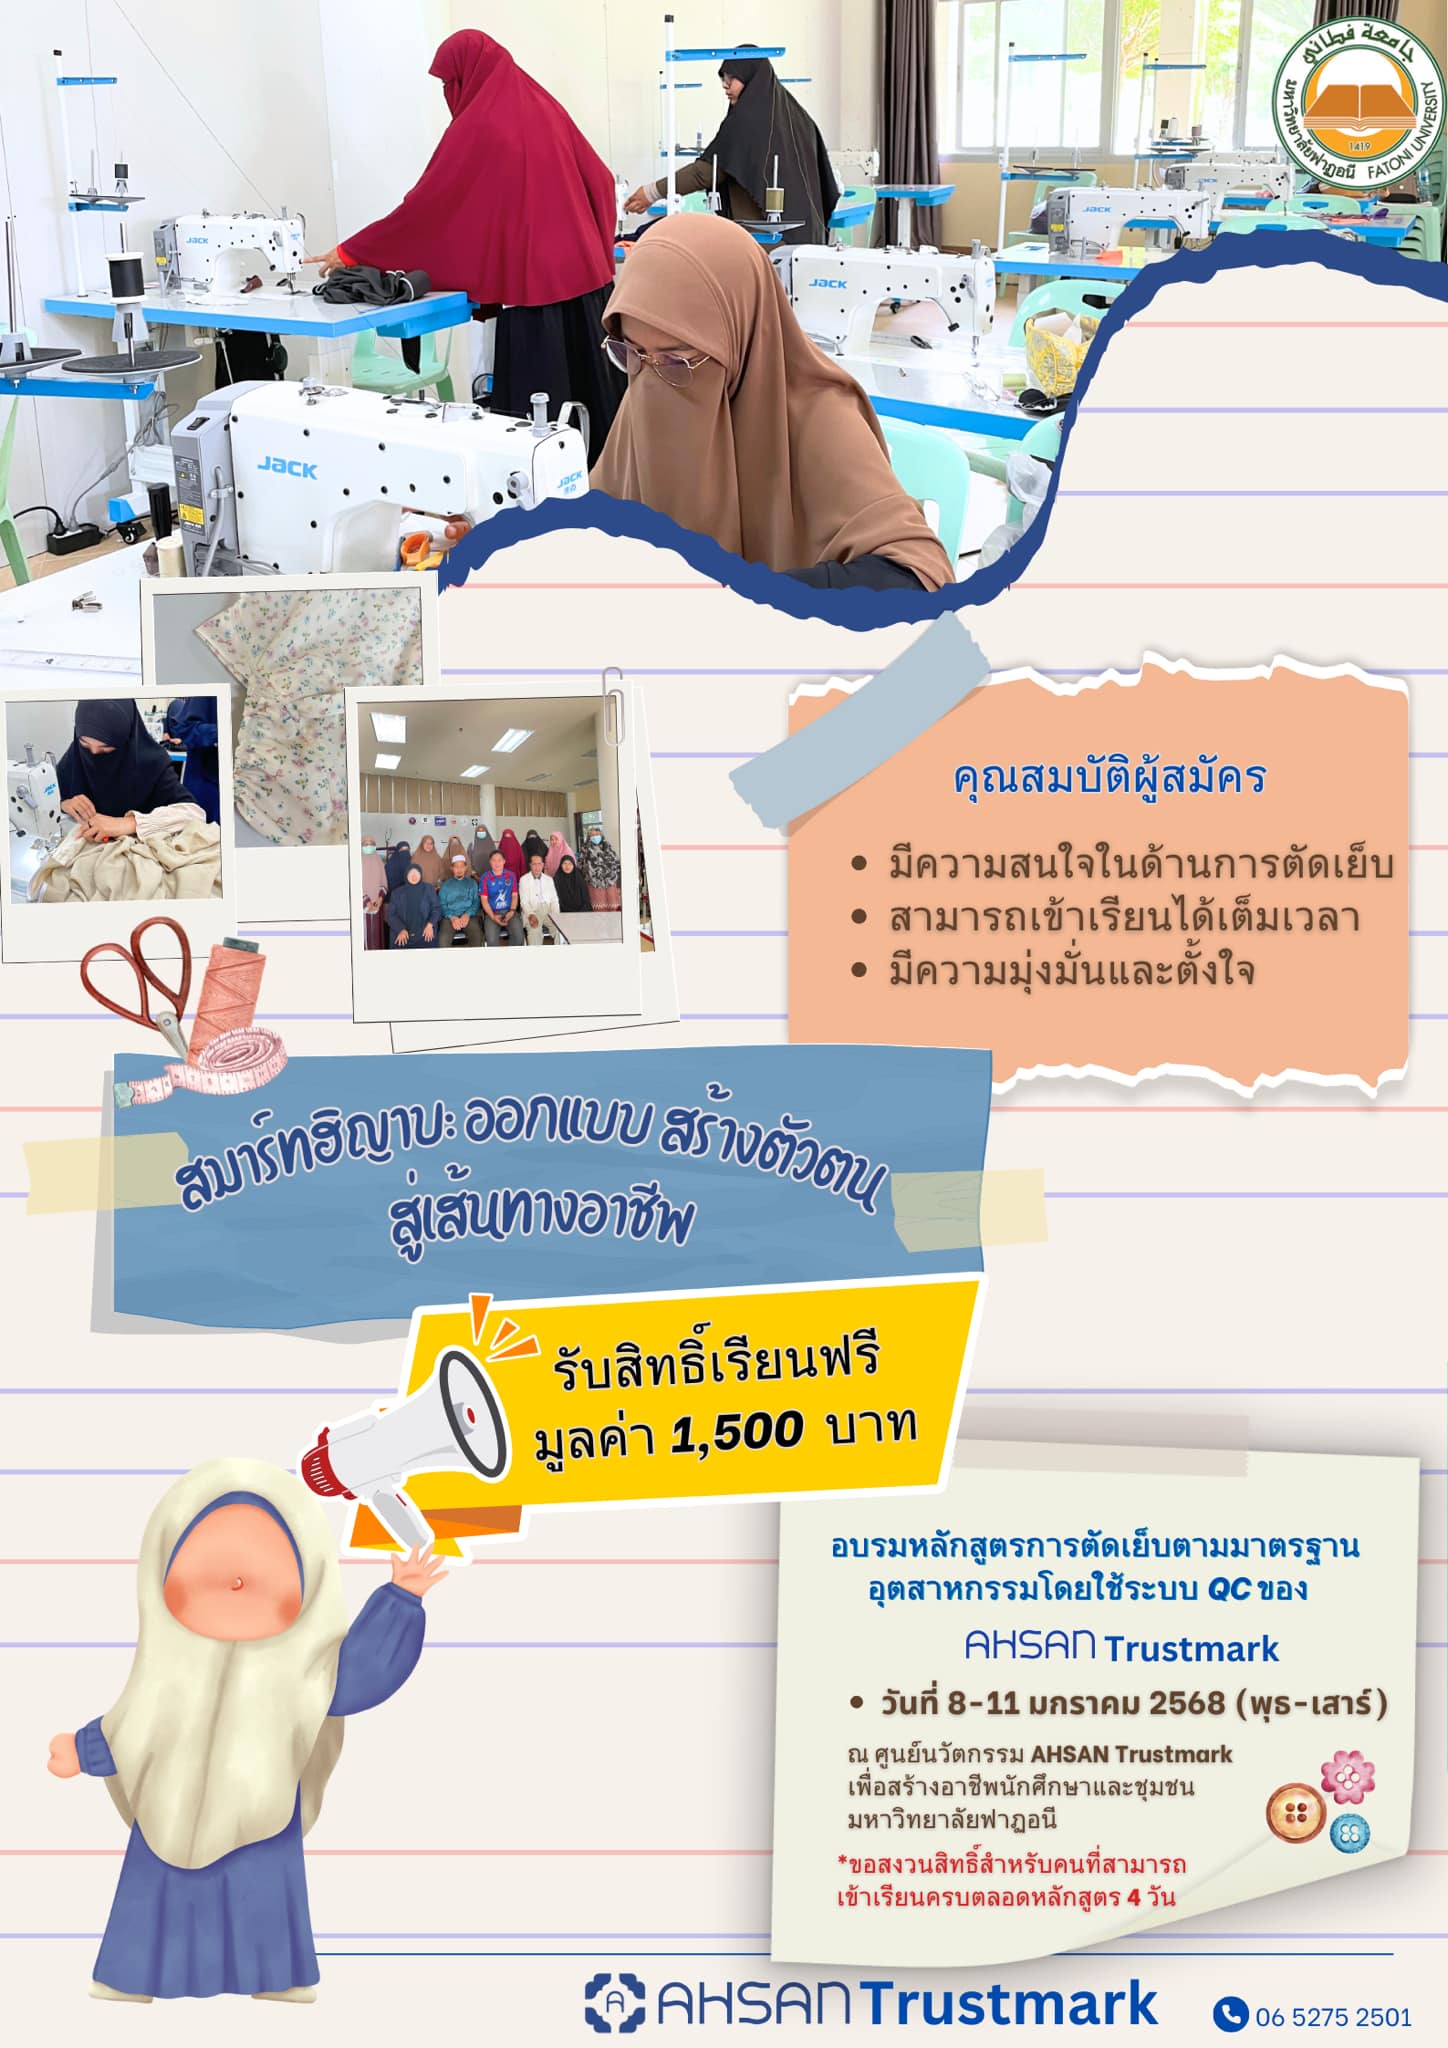 جامعة فطاني
มหาวิทยาลัยฟาฏอนี FATONI UNIVERSITY
1419
JACK
JACK
JACK
JACK
JACK
คุณสมบัติผู้สมัคร
• มีความสนใจในด้านการตัดเย็บ
• สามารถเข้าเรียนได้เต็มเวลา
• มีความมุ่งมั่นและตั้งใจ
สมาร์ทฮิญาบ: ออกแบบ สร้างตัวตน
สู่เส้นทางอาชีพ
รับสิทธิ์เรียนฟรี
มูลค่า 1,500 บาท
อบรมหลักสูตรการตัดเย็บตามมาตรฐาน
อุตสาหกรรมโดยใช้ระบบ QC ของ
AHSAN Trustmark
• วันที่ 8-11 มกราคม 2568 (พุธ-เสาร์)
ณ ศูนย์นวัตกรรม AHSAN Trustmark
เพื่อสร้างอาชีพนักศึกษาและชุมชน
มหาวิทยาลัยฟาฏอนี
*ขอสงวนสิทธิ์สำหรับคนที่สามารถ
เข้าเรียนครบตลอดหลักสูตร 4 วัน
A AHSAN Trustmark
06 5275 2501